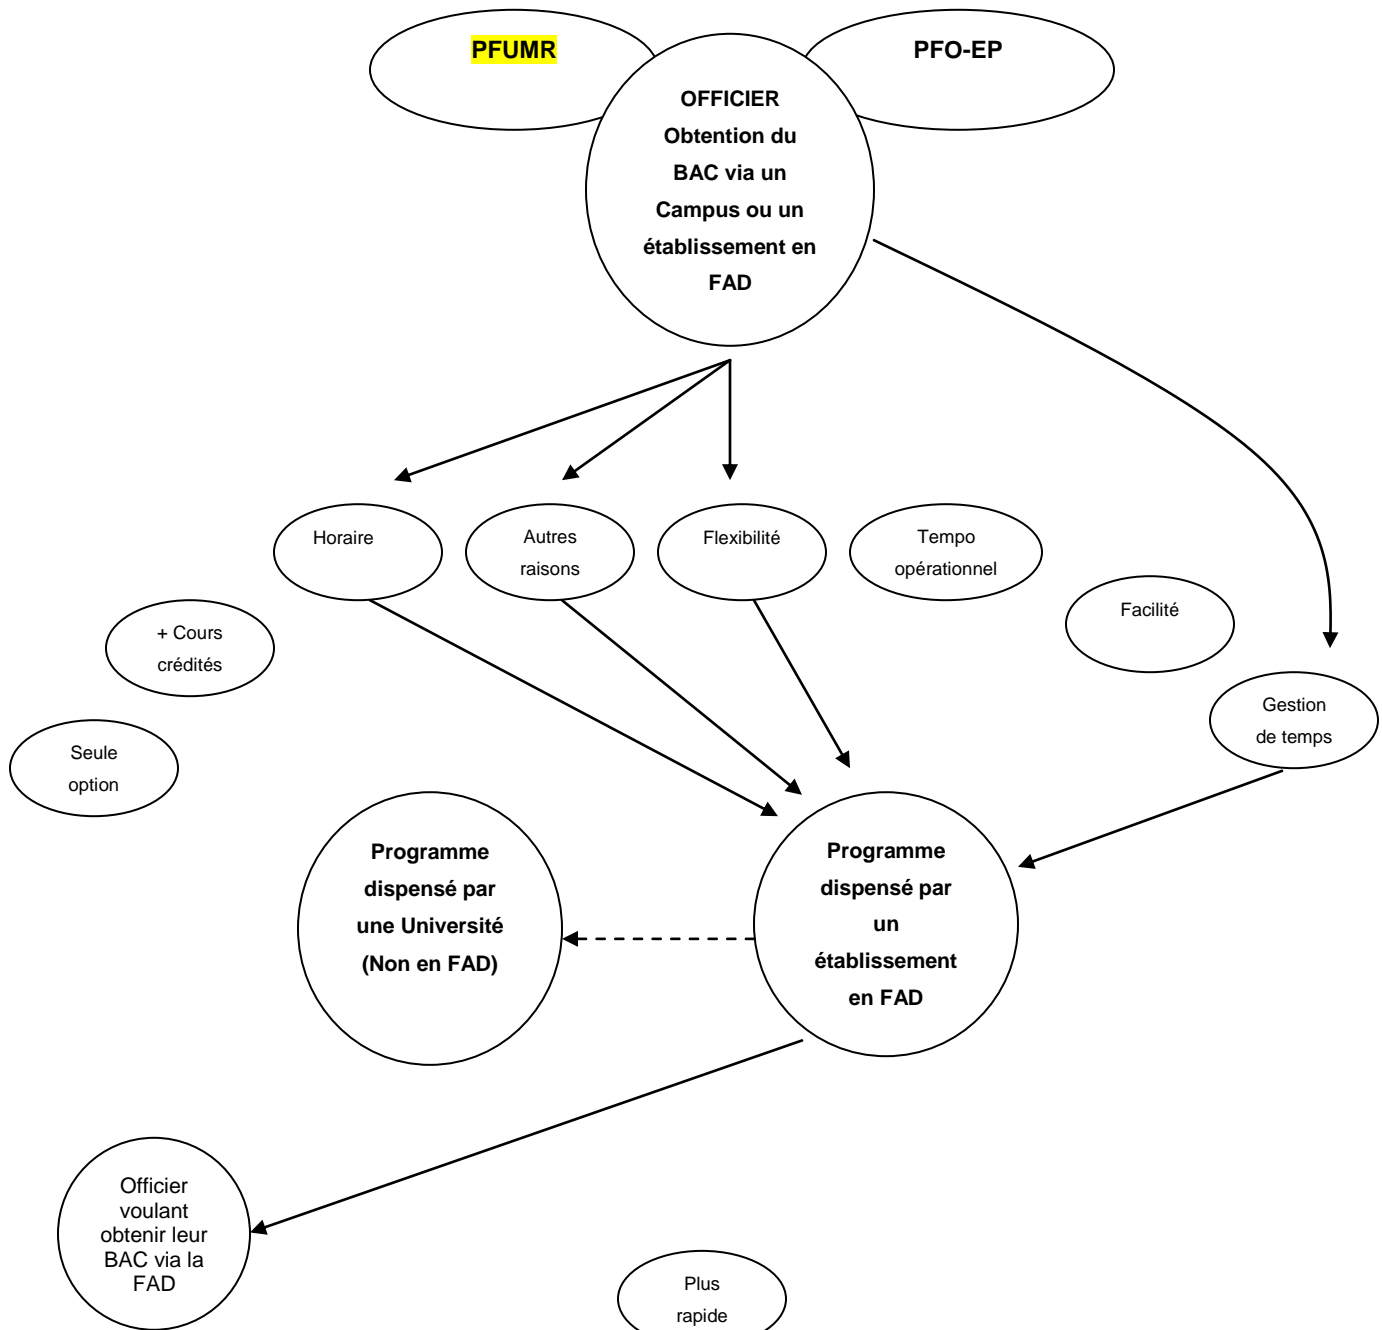 PFUMR
PFO-EP
OFFICIER
Obtention du
BAC via un
Campus ou un
établissement en
FAD
Horaire
Autres
raisons
Flexibilité
Tempo
opérationnel
Facilité
+ Cours
crédités
Gestion
de temps
Seule
option
Programme
dispensé par
une Université
(Non en FAD)
Programme
dispensé par
un
établissement
en FAD
Officier
voulant
obtenir leur
BAC via la
FAD
Plus
rapide